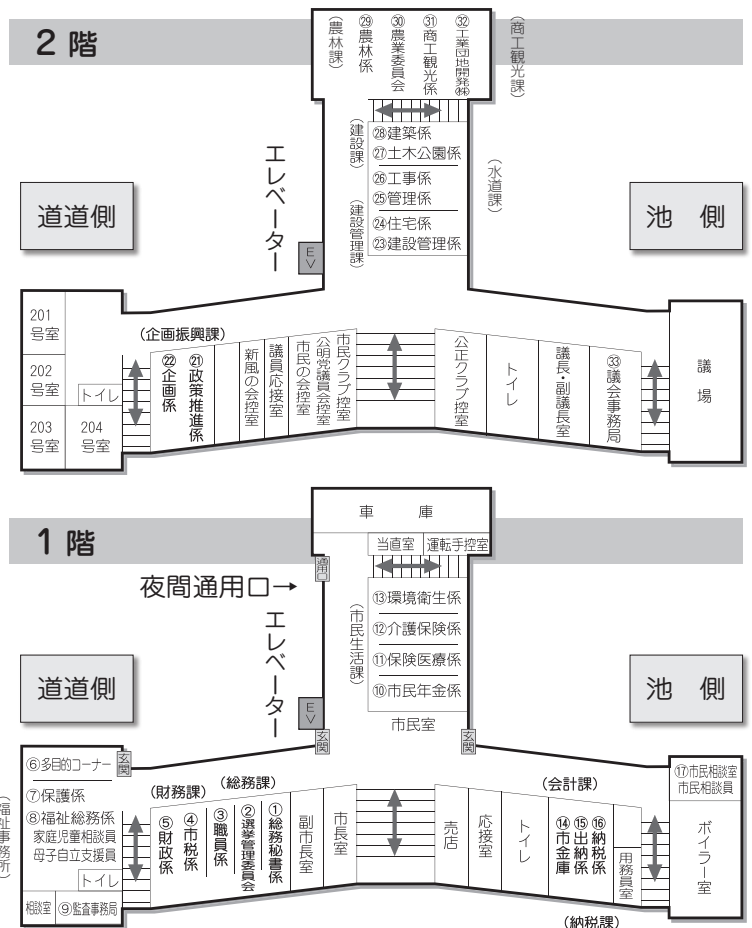 2 階
(農林課)
㉙農林係
㉚農業委員会
㉛商工観光係
㉜工業団地開発㈱
(商工観光課)
(建設課)
㉘建築係
㉗土木公園係
㉖工事係
㉕管理係
(水道課)
(建設管理課)
㉔住宅係
㉓建設管理係
エレベーター
EV
道道側
池 側
201
号室
202
号室
203
号室
204
号室
トイレ
(企画振興課)
㉒企画係
㉑政策推進係
新風の会控室
議員応接室
市民の会控室
公明党議員会控室
市民クラブ控室
公正クラブ控室
トイレ
議長・副議長室
㉝議会事務局
議場
1 階
車 庫
当直室
運転手控室
通用口
夜間通用口→
エレベーター
EV
(市民生活課)
⑬環境衛生係
⑫介護保険係
⑪保険医療係
⑩市民年金係
市民室
道道側
池 側
玄関
玄関
玄関
⑥多目的コーナー
⑦保護係
⑧福祉総務係
家庭児童相談員
母子自立支援員
トイレ
相談室
⑨監査事務局
(福祉事務所)
(財務課)
(総務課)
⑤財政係
④市税係
③職員係
②選挙管理委員会
①総務秘書係
副市長室
市長室
売店
応接室
トイレ
(会計課)
⑭市金庫
⑮出納係
⑯納税係
用務員室
(納税課)
⑰市民相談室
市民相談員
ボイラー室